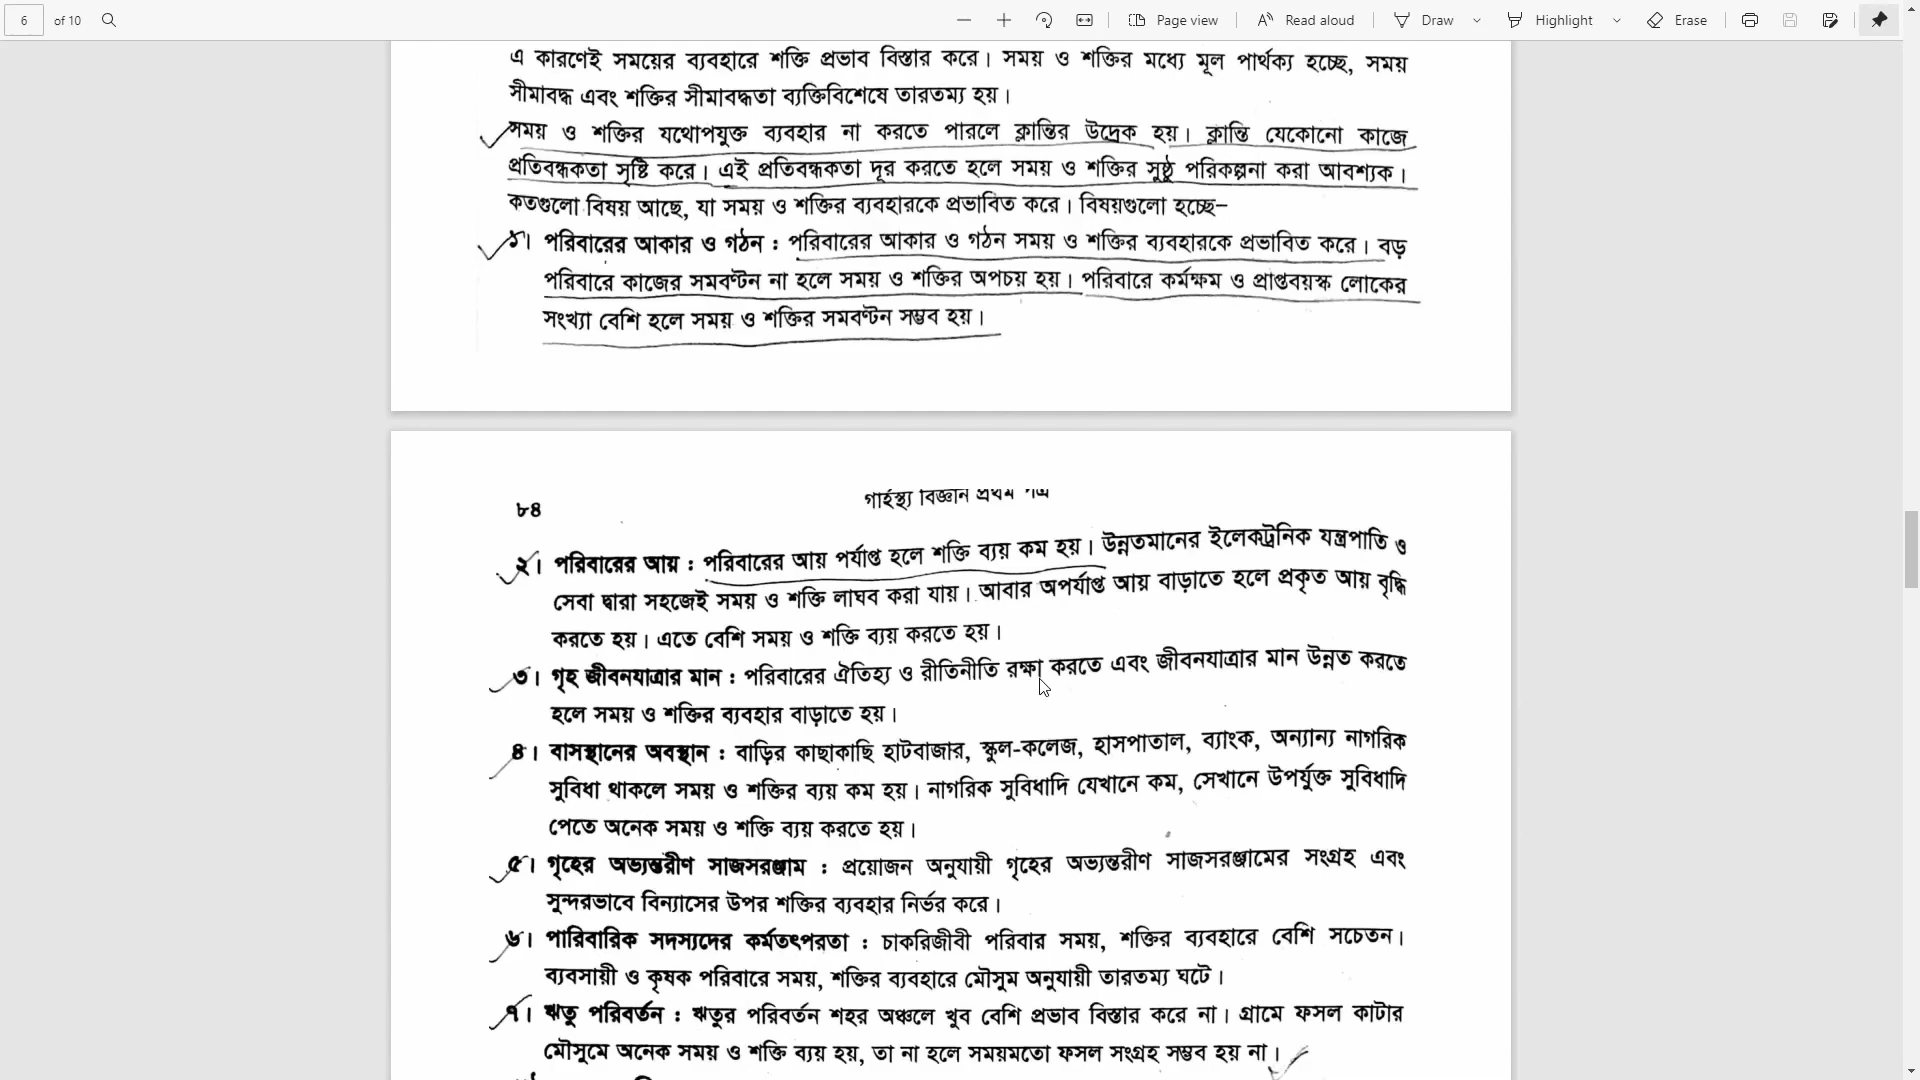 6 of 10 Page view Read aloud Draw Highlight Erase
এ কারণেই সময়ের ব্যবহারে শক্তি প্রভাব বিস্তার করে। সময় ও শক্তির মধ্যে মূল পার্থক্য হচ্ছে, সময়
সীমাবদ্ধ এবং শক্তির সীমাবদ্ধতা ব্যক্তিবিশেষে তারতম্য হয়।
সময় ও শক্তির যথোপযুক্ত ব্যবহার না করতে পারলে ক্লান্তির উদ্রেক হয়। ক্লান্তি যেকোনো কাজে
প্রতিবন্ধকতা সৃষ্টি করে। এই প্রতিবন্ধকতা দূর করতে হলে সময় ও শক্তির সুষ্ঠু পরিকল্পনা করা আবশ্যক।
কতগুলো বিষয় আছে, যা সময় ও শক্তির ব্যবহারকে প্রভাবিত করে। বিষয়গুলো হচ্ছে–
১। পরিবারের আকার ও গঠন : পরিবারের আকার ও গঠন সময় ও শক্তির ব্যবহারকে প্রভাবিত করে। বড়
পরিবারে কাজের সমবণ্টন না হলে সময় ও শক্তির অপচয় হয়। পরিবারে কর্মক্ষম ও প্রাপ্তবয়স্ক লোকের
সংখ্যা বেশি হলে সময় ও শক্তির সমবণ্টন সম্ভব হয়।
৮৪ গার্হস্থ্য বিজ্ঞান প্রথম পত্র
২। পরিবারের আয় : পরিবারের আয় পর্যাপ্ত হলে শক্তি ব্যয় কম হয়। উন্নতমানের ইলেকট্রনিক যন্ত্রপাতি ও
সেবা দ্বারা সহজেই সময় ও শক্তি লাঘব করা যায়। আবার অপর্যাপ্ত আয় বাড়াতে হলে প্রকৃত আয় বৃদ্ধি
করতে হয়। এতে বেশি সময় ও শক্তি ব্যয় করতে হয়।
৩। গৃহ জীবনযাত্রার মান : পরিবারের ঐতিহ্য ও রীতিনীতি রক্ষা করতে এবং জীবনযাত্রার মান উন্নত করতে
হলে সময় ও শক্তির ব্যবহার বাড়াতে হয়।
৪। বাসস্থানের অবস্থান : বাড়ির কাছাকাছি হাটবাজার, স্কুল-কলেজ, হাসপাতাল, ব্যাংক, অন্যান্য নাগরিক
সুবিধা থাকলে সময় ও শক্তির ব্যয় কম হয়। নাগরিক সুবিধাদি যেখানে কম, সেখানে উপর্যুক্ত সুবিধাদি
পেতে অনেক সময় ও শক্তি ব্যয় করতে হয়।
৫। গৃহের অভ্যন্তরীণ সাজসরঞ্জাম : প্রয়োজন অনুযায়ী গৃহের অভ্যন্তরীণ সাজসরঞ্জামের সংগ্রহ এবং
সুন্দরভাবে বিন্যাসের উপর শক্তির ব্যবহার নির্ভর করে।
৬। পারিবারিক সদস্যদের কর্মতৎপরতা : চাকরিজীবী পরিবার সময়, শক্তির ব্যবহারে বেশি সচেতন।
ব্যবসায়ী ও কৃষক পরিবারে সময়, শক্তির ব্যবহারে মৌসুম অনুযায়ী তারতম্য ঘটে।
৭। ঋতু পরিবর্তন : ঋতুর পরিবর্তন শহর অঞ্চলে খুব বেশি প্রভাব বিস্তার করে না। গ্রামে ফসল কাটার
মৌসুমে অনেক সময় ও শক্তি ব্যয় হয়, তা না হলে সময়মতো ফসল সংগ্রহ সম্ভব হয় না।